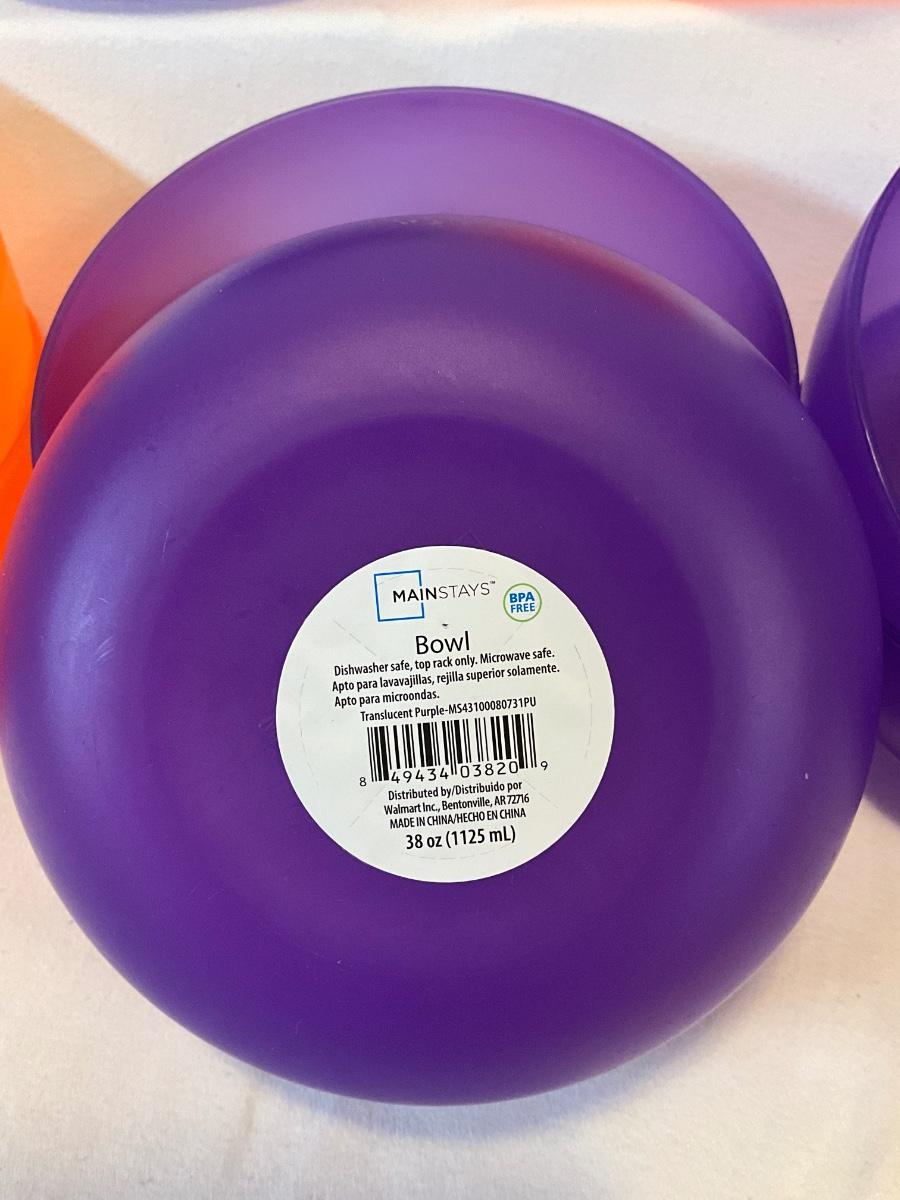 MAINSTAYS™
BPA
FREE
Bowl
Dishwasher safe, top rack only. Microwave safe.
Apto para lavavajillas, rejilla superior solamente.
Apto para microondas.
Translucent Purple-MS43100080731PU
8 49434 03820 9
Distributed by/Distribuido por
Walmart Inc., Bentonville, AR 72716
MADE IN CHINA/HECHO EN CHINA
38 oz (1125 mL)